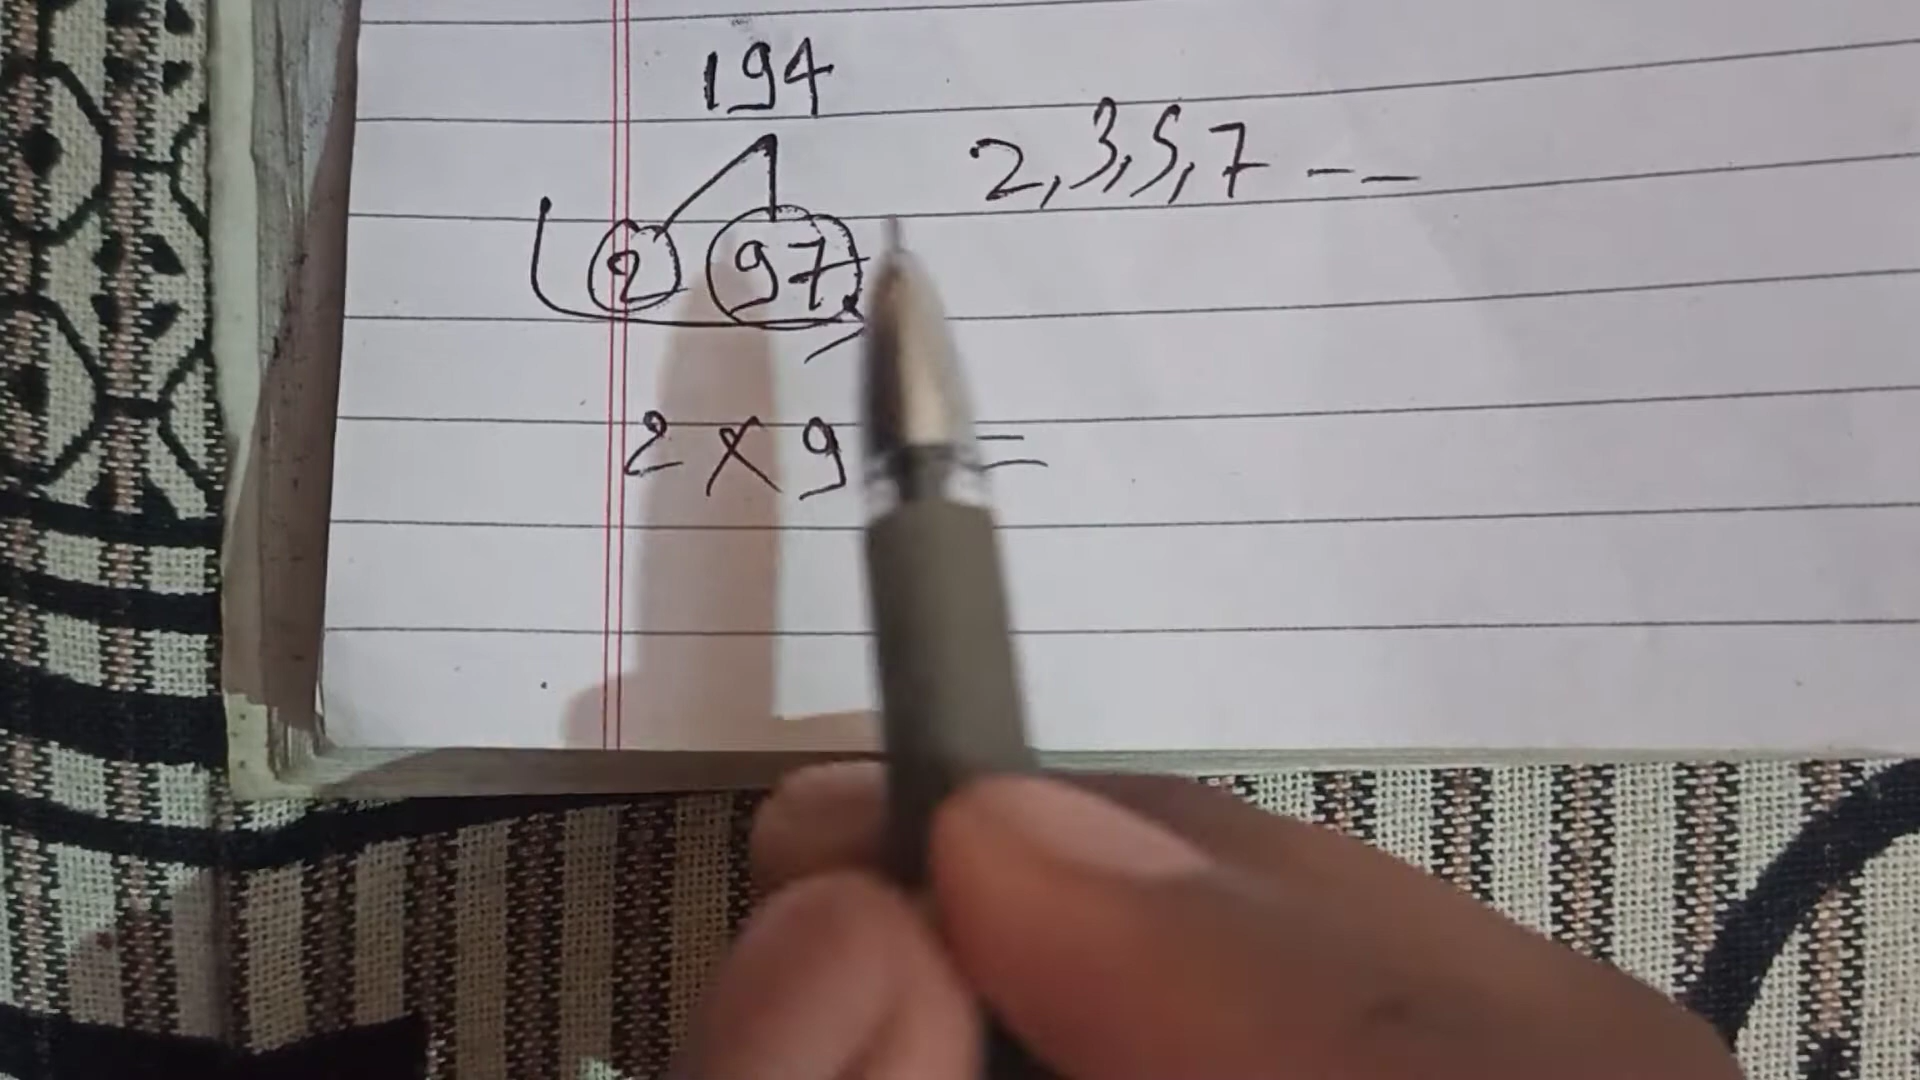 194
2,3,5,7 --
2 97
2 × 9 =